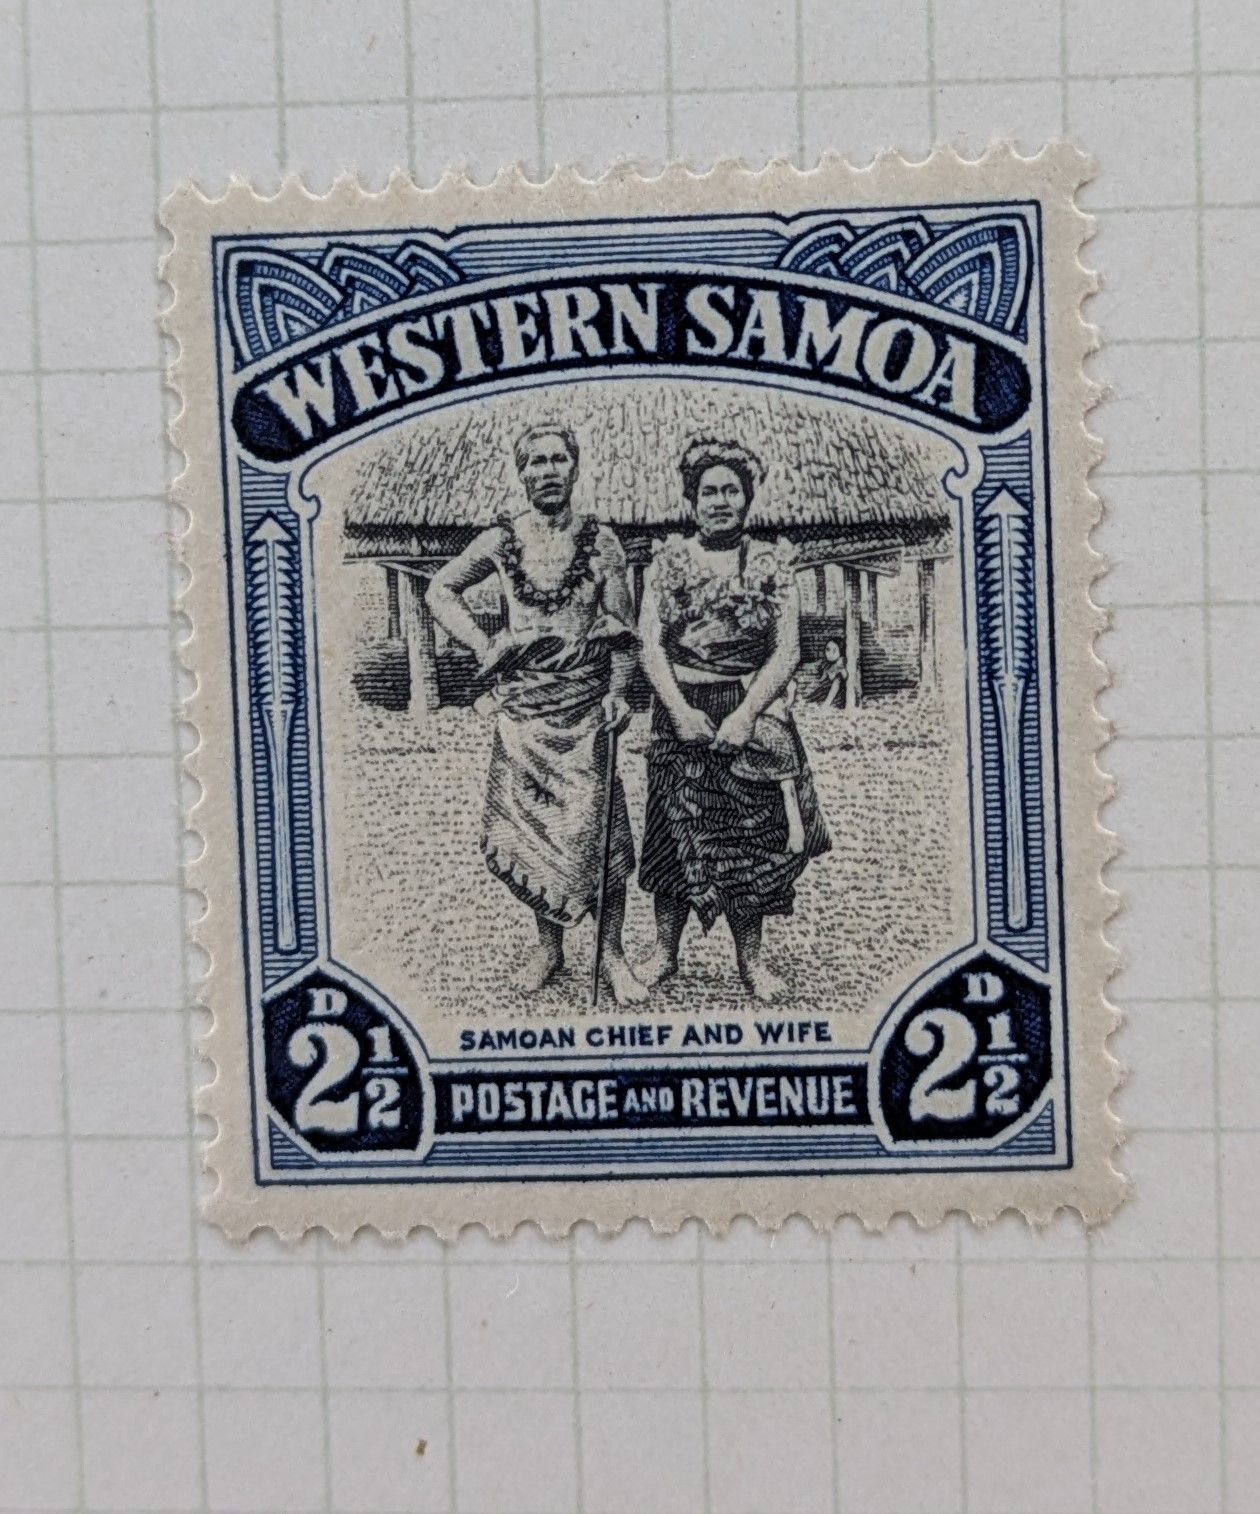 WESTERN SAMOA
SAMOAN CHIEF AND WIFE
D D
2½ 2½
POSTAGE AND REVENUE